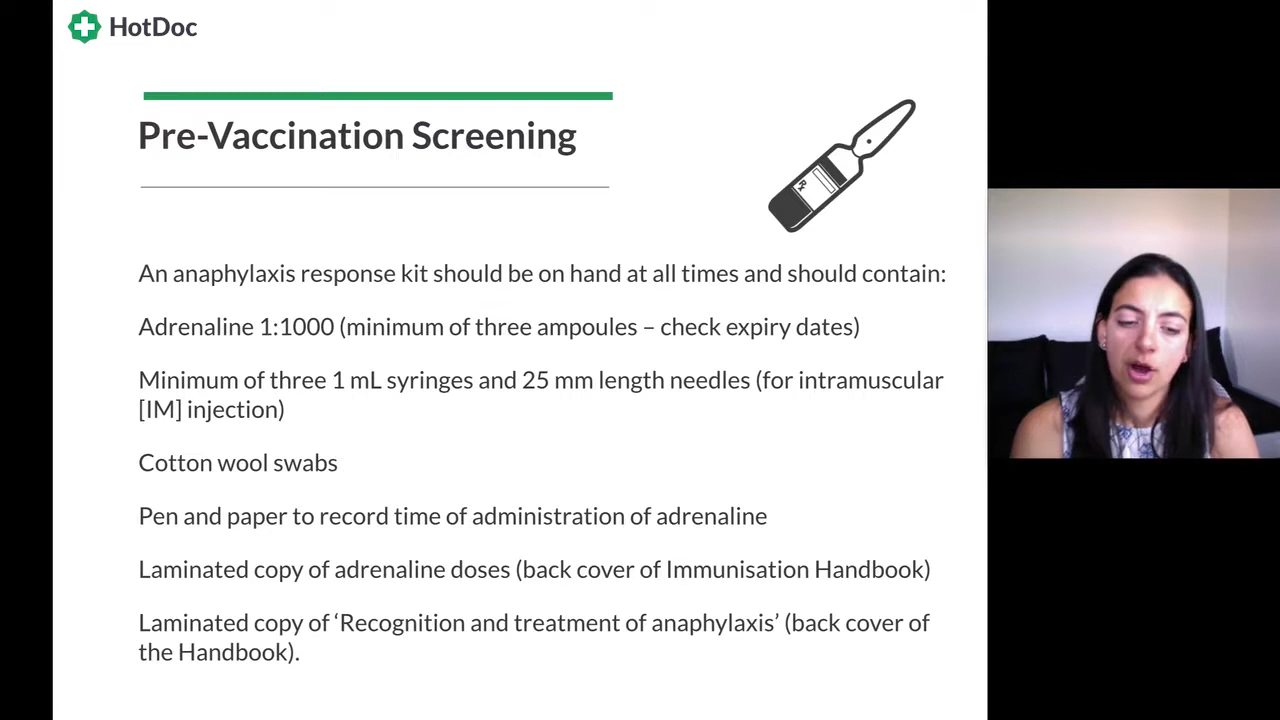 HotDoc
Pre-Vaccination Screening
Rx
An anaphylaxis response kit should be on hand at all times and should contain:
Adrenaline 1:1000 (minimum of three ampoules – check expiry dates)
Minimum of three 1 mL syringes and 25 mm length needles (for intramuscular
[IM] injection)
Cotton wool swabs
Pen and paper to record time of administration of adrenaline
Laminated copy of adrenaline doses (back cover of Immunisation Handbook)
Laminated copy of ‘Recognition and treatment of anaphylaxis’ (back cover of
the Handbook).